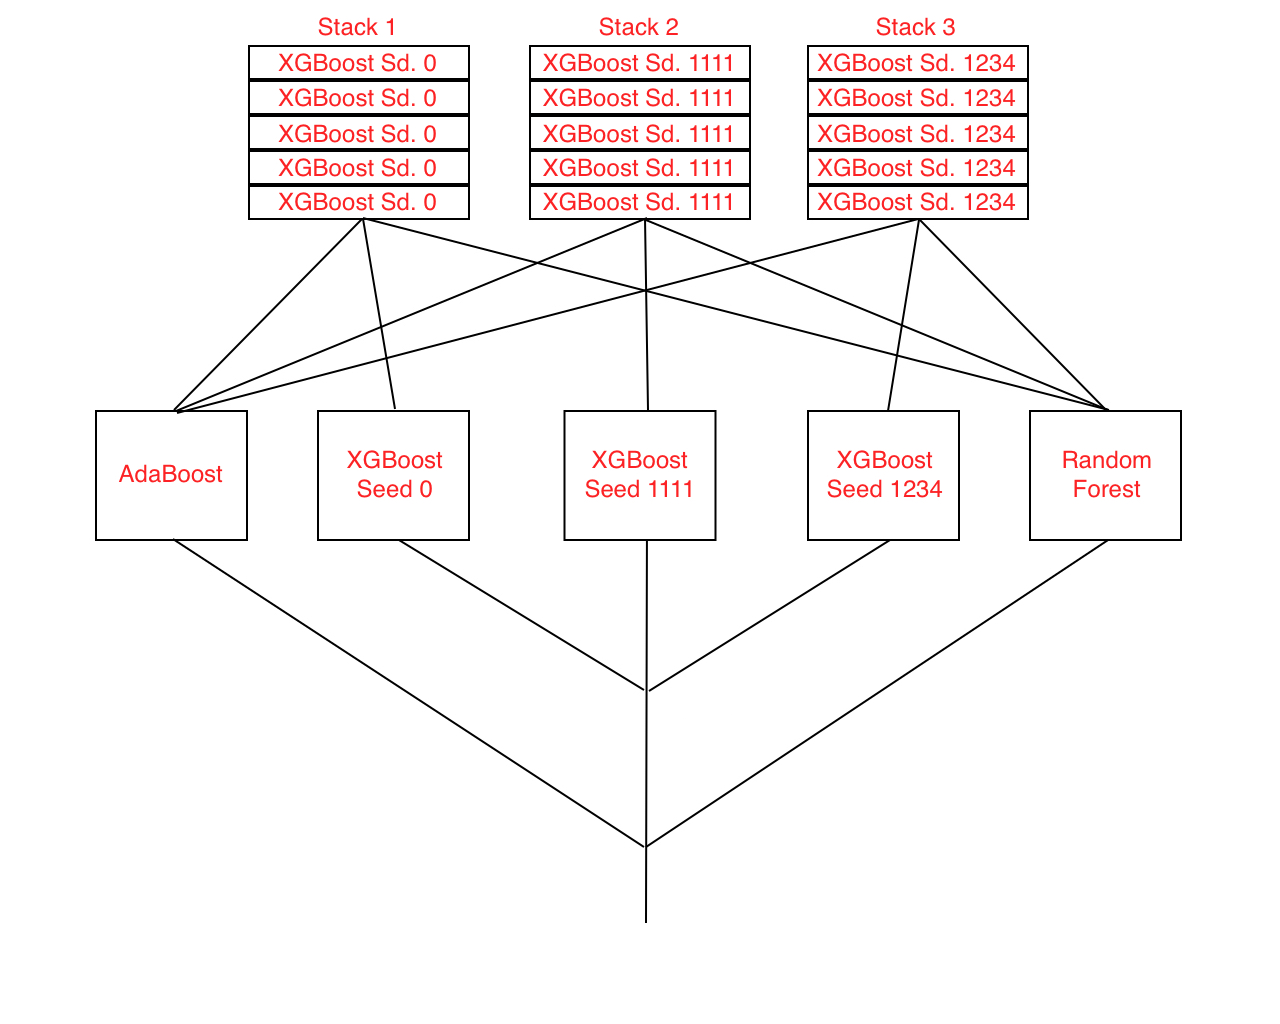 Stack 1
Stack 2
Stack 3
XGBoost Sd. 0
XGBoost Sd. 1111
XGBoost Sd. 1234
XGBoost Sd. 0
XGBoost Sd. 1111
XGBoost Sd. 1234
XGBoost Sd. 0
XGBoost Sd. 1111
XGBoost Sd. 1234
XGBoost Sd. 0
XGBoost Sd. 1111
XGBoost Sd. 1234
XGBoost Sd. 0
XGBoost Sd. 1111
XGBoost Sd. 1234
AdaBoost
XGBoost
Seed 0
XGBoost
Seed 1111
XGBoost
Seed 1234
Random
Forest